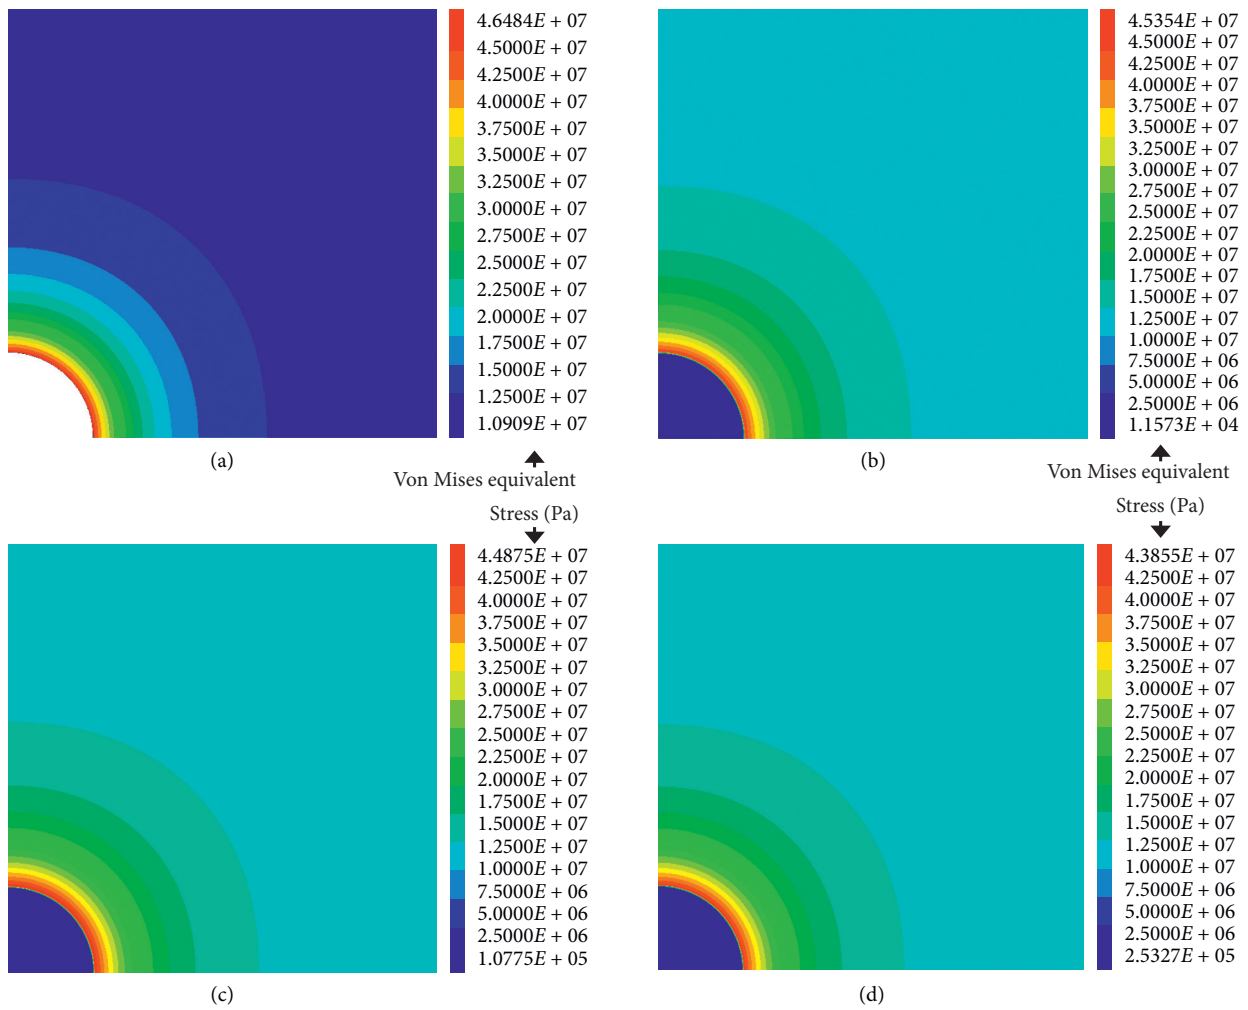 4.6484E + 07
4.5000E + 07
4.2500E + 07
4.0000E + 07
3.7500E + 07
3.5000E + 07
3.2500E + 07
3.0000E + 07
2.7500E + 07
2.5000E + 07
2.2500E + 07
2.0000E + 07
1.7500E + 07
1.5000E + 07
1.2500E + 07
1.0909E + 07
(a)
4.5354E + 07
4.5000E + 07
4.2500E + 07
4.0000E + 07
3.7500E + 07
3.5000E + 07
3.2500E + 07
3.0000E + 07
2.7500E + 07
2.5000E + 07
2.2500E + 07
2.0000E + 07
1.7500E + 07
1.5000E + 07
1.2500E + 07
1.0000E + 07
7.5000E + 06
5.0000E + 06
2.5000E + 06
1.1573E + 04
(b)
Von Mises equivalent
Stress (Pa)
Von Mises equivalent
Stress (Pa)
4.4875E + 07
4.2500E + 07
4.0000E + 07
3.7500E + 07
3.5000E + 07
3.2500E + 07
3.0000E + 07
2.7500E + 07
2.5000E + 07
2.2500E + 07
2.0000E + 07
1.7500E + 07
1.5000E + 07
1.2500E + 07
1.0000E + 07
7.5000E + 06
5.0000E + 06
2.5000E + 06
1.0775E + 05
(c)
4.3855E + 07
4.2500E + 07
4.0000E + 07
3.7500E + 07
3.5000E + 07
3.2500E + 07
3.0000E + 07
2.7500E + 07
2.5000E + 07
2.2500E + 07
2.0000E + 07
1.7500E + 07
1.5000E + 07
1.2500E + 07
1.0000E + 07
7.5000E + 06
5.0000E + 06
2.5000E + 06
2.5327E + 05
(d)